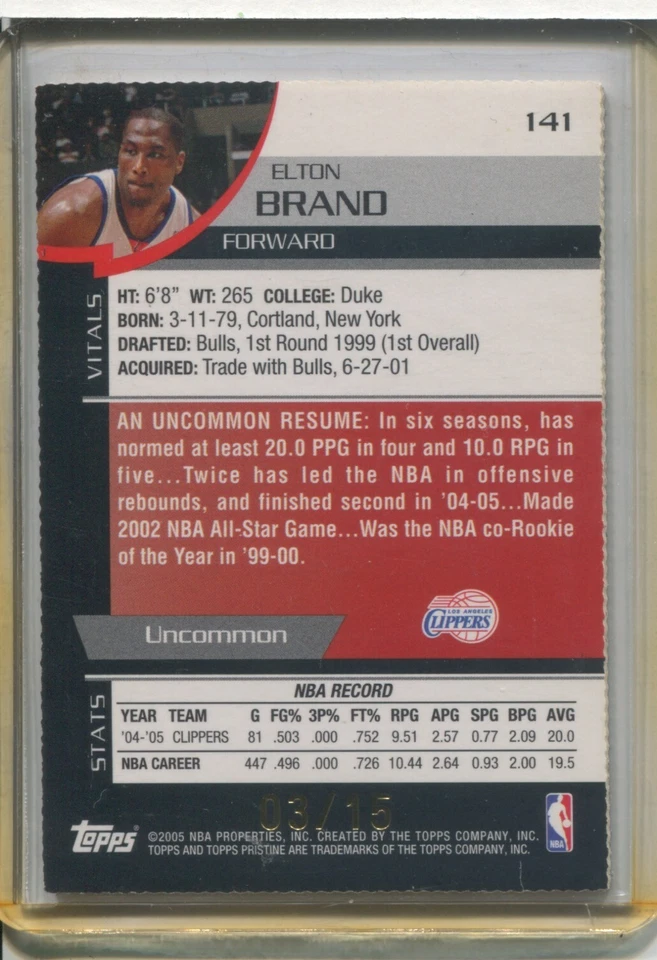 141
ELTON
BRAND
FORWARD
VITALS
HT: 6'8" WT: 265 COLLEGE: Duke
BORN: 3-11-79, Cortland, New York
DRAFTED: Bulls, 1st Round 1999 (1st Overall)
ACQUIRED: Trade with Bulls, 6-27-01
AN UNCOMMON RESUME: In six seasons, has
normed at least 20.0 PPG in four and 10.0 RPG in
five...Twice has led the NBA in offensive
rebounds, and finished second in '04-05...Made
2002 NBA All-Star Game...Was the NBA co-Rookie
of the Year in '99-00.
LOS ANGELES
CLIPPERS
Uncommon
STATS
NBA RECORD
YEAR TEAM G FG% 3P% FT% RPG APG SPG BPG AVG
'04-'05 CLIPPERS 81 .503 .000 .752 9.51 2.57 0.77 2.09 20.0
NBA CAREER 447 .496 .000 .726 10.44 2.64 0.93 2.00 19.5
03/15
topps
©2005 NBA PROPERTIES, INC. CREATED BY THE TOPPS COMPANY, INC.
TOPPS AND TOPPS PRISTINE ARE TRADEMARKS OF THE TOPPS COMPANY, INC.
NBA